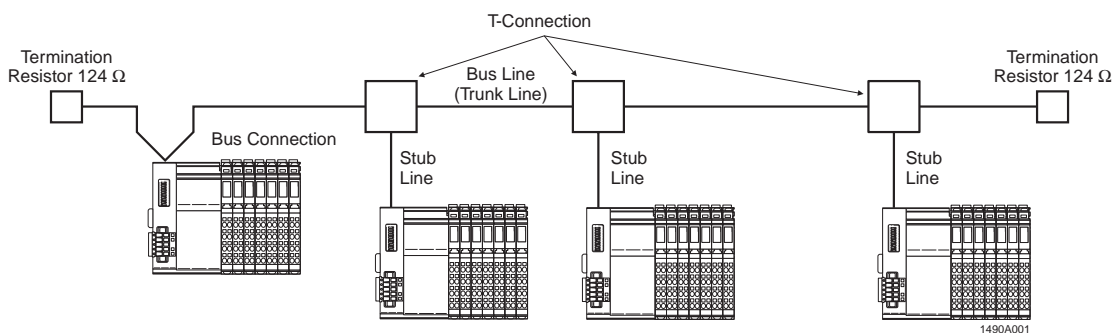 T-Connection
Termination
Resistor 124 Ω
Bus Line
(Trunk Line)
Termination
Resistor 124 Ω
Bus Connection
Stub
Line
Stub
Line
Stub
Line
1490A001